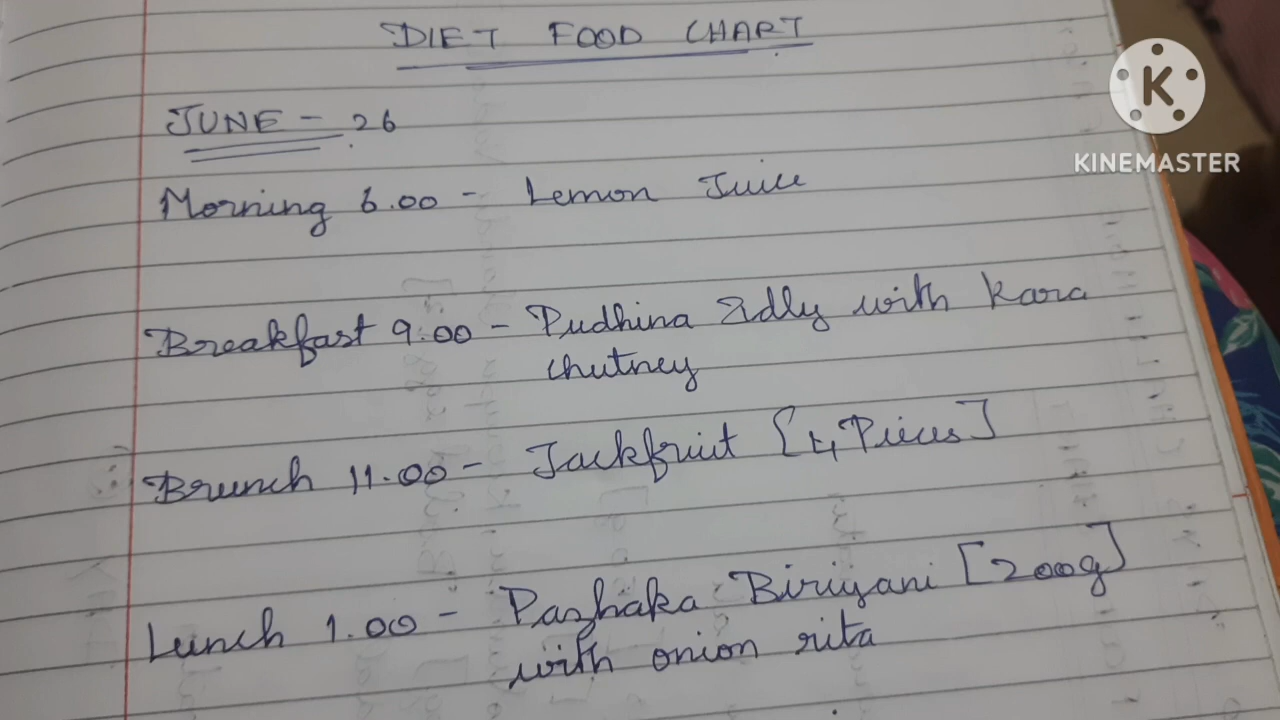 DIET FOOD CHART
JUNE - 26
K
KINEMASTER
Morning 6.00 - Lemon Juice
Breakfast 9.00 - Pudhina Idly with Kara
chutney
Brunch 11.00 - Jackfruit [4 Pieces]
Lunch 1.00 - Pazhaka Biriyani [200g]
with onion rita